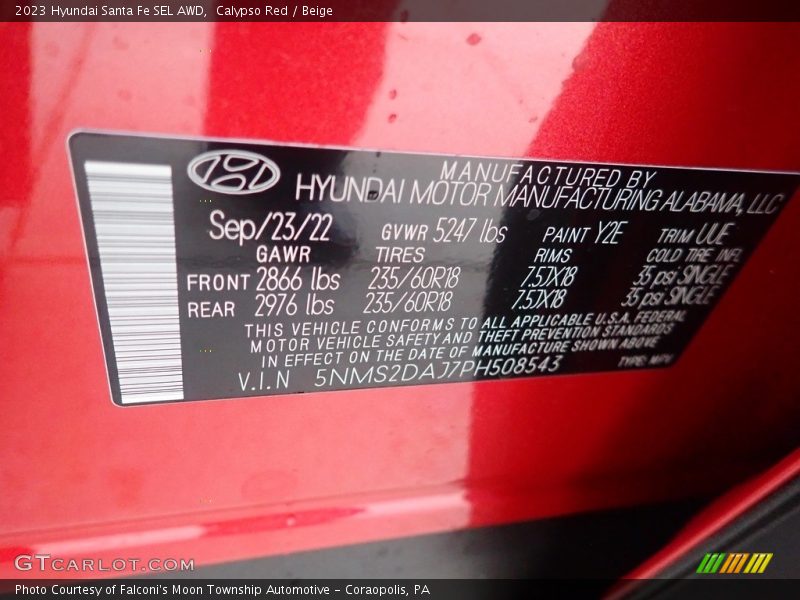 2023 Hyundai Santa Fe SEL AWD, Calypso Red / Beige
MANUFACTURED BY
HYUNDAI MOTOR MANUFACTURING ALABAMA, LLC
Sep/23/22 GVWR 5247 lbs PAINT Y2E TRIM UUE
GAWR TIRES RIMS COLD TIRE INFL
FRONT 2866 lbs 235/60R18 7.5JX18 35 psi SINGLE
REAR 2976 lbs 235/60R18 7.5JX18 35 psi SINGLE
THIS VEHICLE CONFORMS TO ALL APPLICABLE U.S.A. FEDERAL
MOTOR VEHICLE SAFETY AND THEFT PREVENTION STANDARDS
IN EFFECT ON THE DATE OF MANUFACTURE SHOWN ABOVE
V.I.N 5NMS2DAJ7PH508543 TYPE: MPV
GTCARLOT.COM
Photo Courtesy of Falconi's Moon Township Automotive - Coraopolis, PA